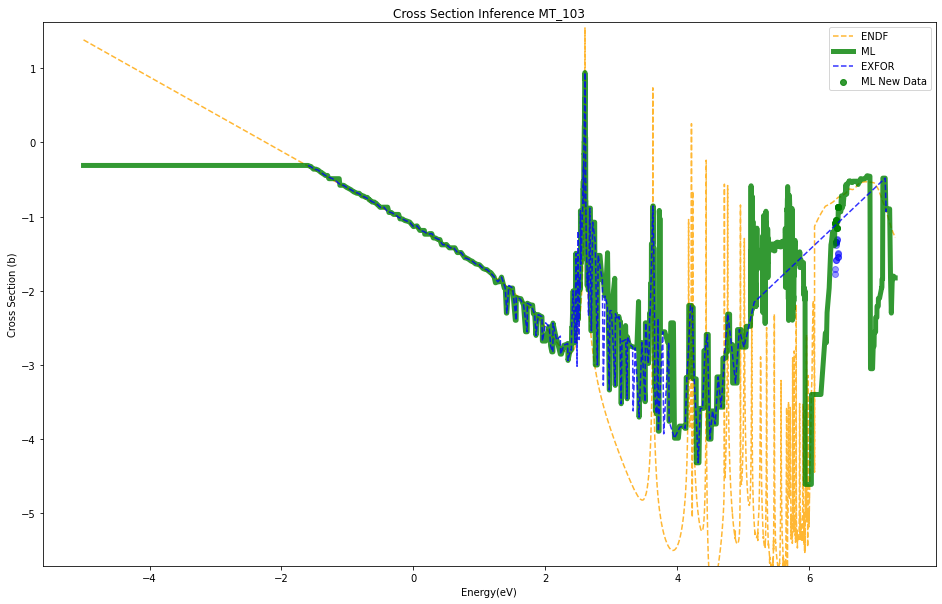 Cross Section Inference MT_103
ENDF
ML
EXFOR
ML New Data
Cross Section (b)
1
0
−1
−2
−3
−4
−5
−4
−2
0
2
4
6
Energy(eV)